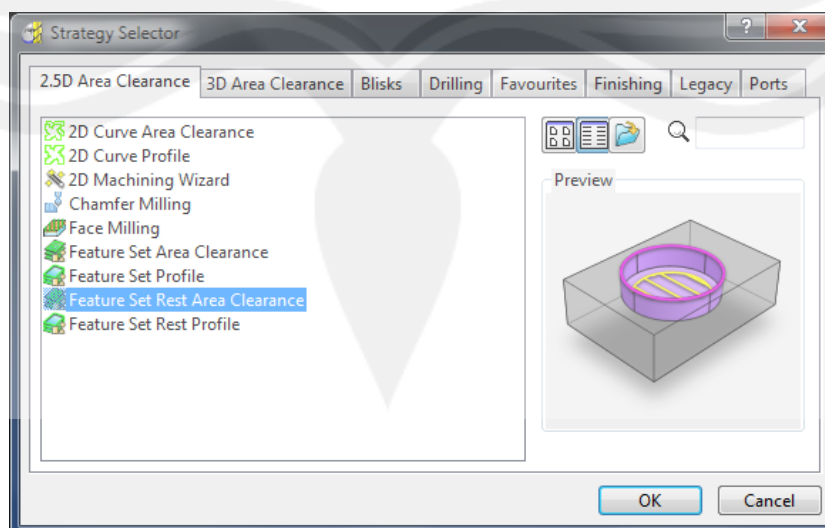 Strategy Selector
2.5D Area Clearance 3D Area Clearance Blisks Drilling Favourites Finishing Legacy Ports
2D Curve Area Clearance
2D Curve Profile
2D Machining Wizard
Chamfer Milling
Face Milling
Feature Set Area Clearance
Feature Set Profile
Feature Set Rest Area Clearance
Feature Set Rest Profile
Preview
OK Cancel